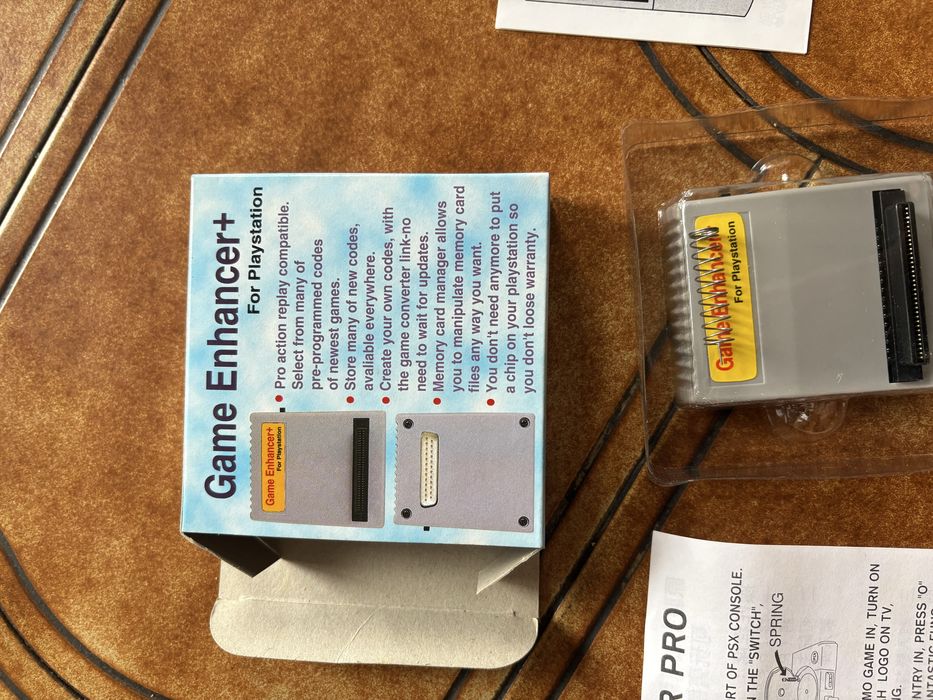 Game Enhancer+
For Playstation
Pro action replay compatible.
Select from many of
pre-programmed codes
of newest games.
Store many of new codes,
available everywhere.
Create your own codes, with
the game converter link-no
need to wait for updates.
Memory card manager allows
you to manipulate memory card
files any way you want.
You don't need anymore to put
a chip on your playstation so
you don't loose warranty.
Game Enhancer+
For Playstation
Game Enhancer
For Playstation
R PRO
RT OF PSX CONSOLE.
N THE "SWITCH",
SPRING
MO GAME IN, TURN ON
H LOGO ON TV,
NG.
NTRY IN, PRESS "O"